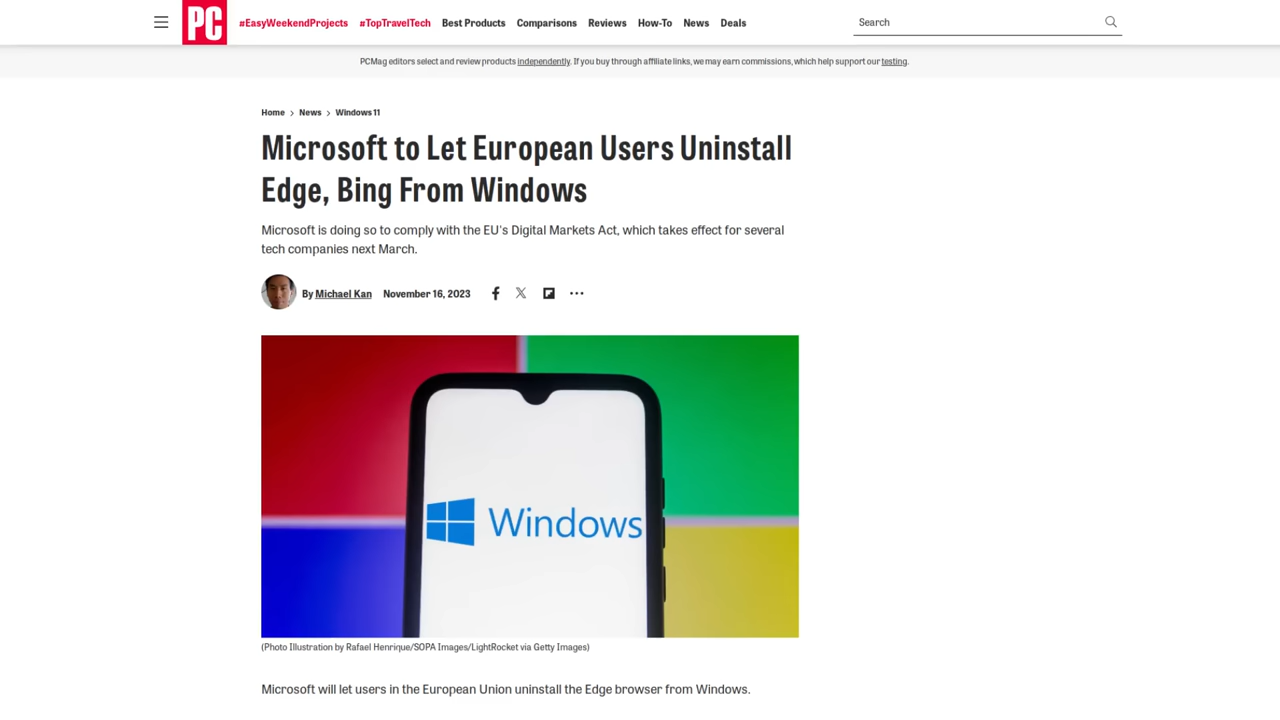 PC
#EasyWeekendProjects
#TopTravelTech
Best Products
Comparisons
Reviews
How-To
News
Deals
Search
PCMag editors select and review products independently. If you buy through affiliate links, we may earn commissions, which help support our testing.
Home > News > Windows 11
Microsoft to Let European Users Uninstall
Edge, Bing From Windows
Microsoft is doing so to comply with the EU's Digital Markets Act, which takes effect for several
tech companies next March.
By Michael Kan November 16, 2023
Windows
(Photo Illustration by Rafael Henrique/SOPA Images/LightRocket via Getty Images)
Microsoft will let users in the European Union uninstall the Edge browser from Windows.